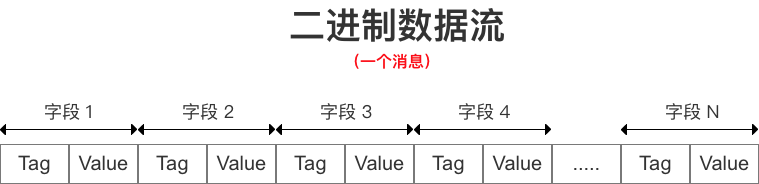 二进制数据流
(一个消息)
字段 1 字段 2 字段 3 字段 4 字段 N
Tag Value Tag Value Tag Value Tag Value ..... Tag Value